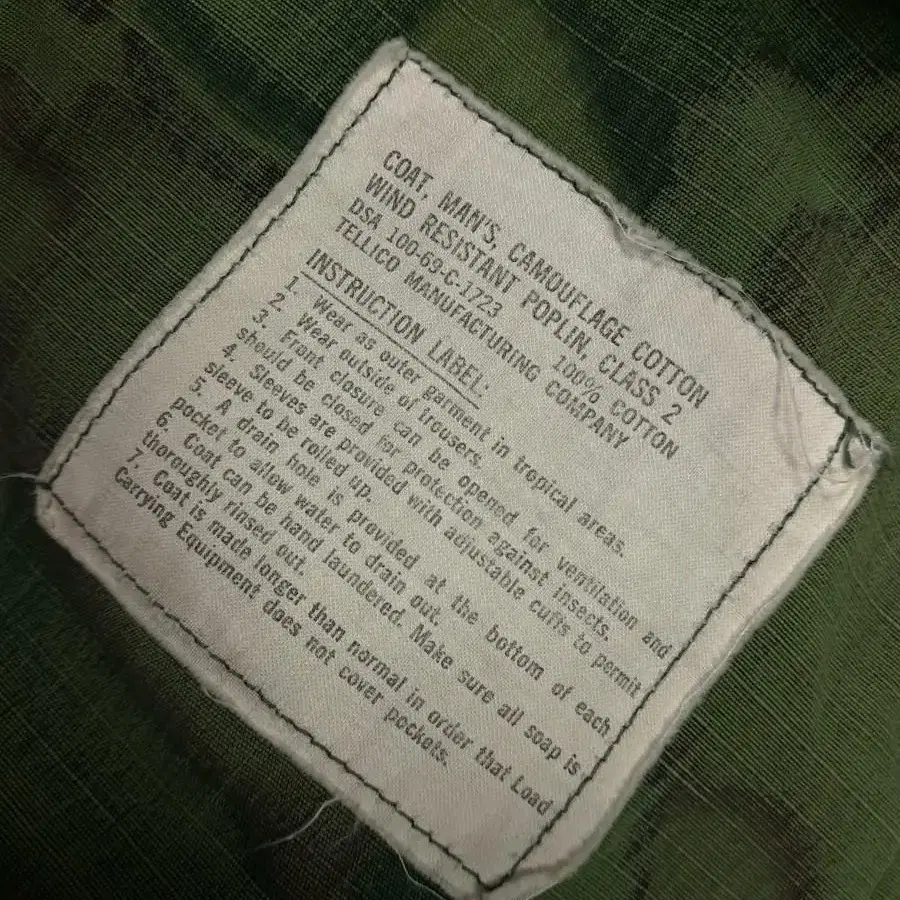 COAT, MAN'S, CAMOUFLAGE COTTON
WIND RESISTANT POPLIN, CLASS 2
DSA 100-69-C-1723 100% COTTON
TELLICO MANUFACTURING COMPANY
INSTRUCTION LABEL:
1. Wear as outer garment in tropical areas.
2. Wear outside of trousers.
3. Front closure can be opened for ventilation and
should be closed for protection against insects.
4. Sleeves are provided with adjustable cuffs to permit
sleeve to be rolled up.
5. A drain hole is provided at the bottom of each
pocket to allow water to drain out.
6. Coat can be hand laundered. Make sure all soap is
thoroughly rinsed out.
7. Coat is made longer than normal in order that Load
Carrying Equipment does not cover pockets.